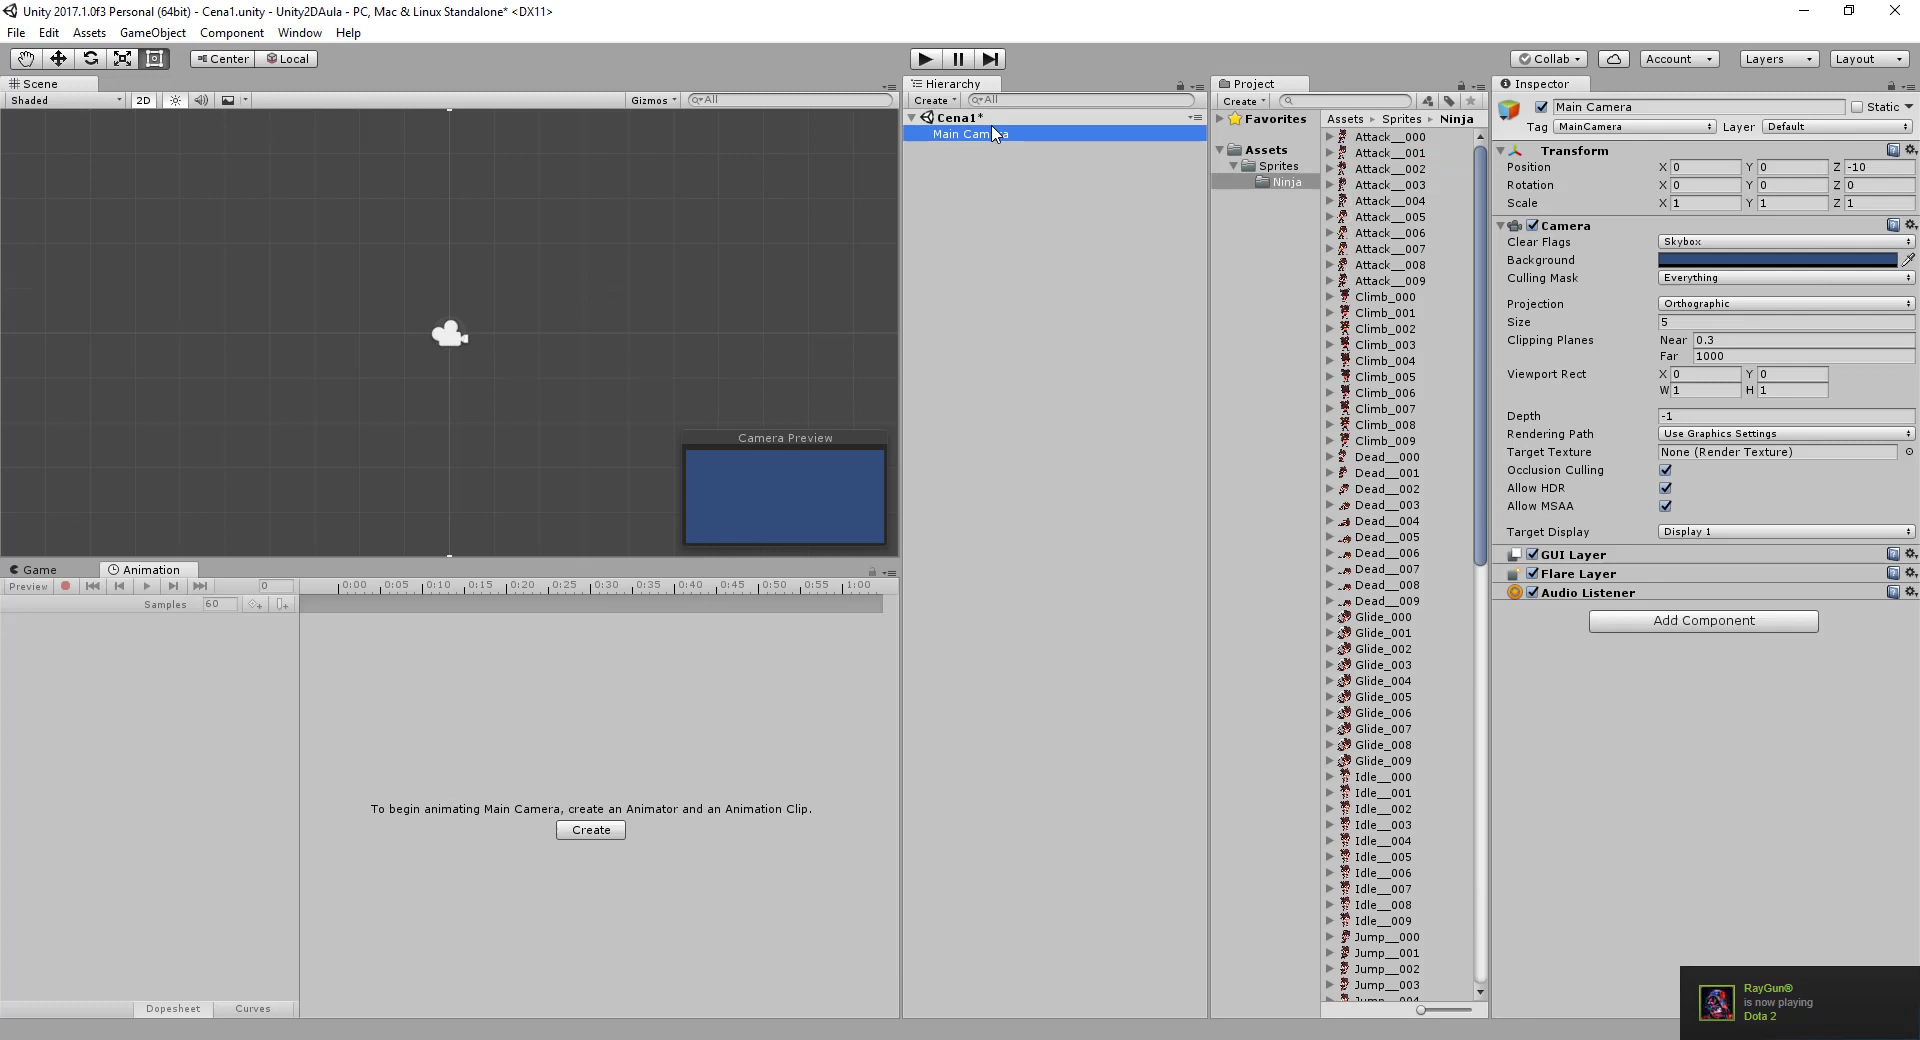 Unity 2017.1.0f3 Personal (64bit) - Cena1.unity - Unity2DAula - PC, Mac & Linux Standalone* <DX11>
File Edit Assets GameObject Component Window Help
Center Local
Collab Account Layers Layout
Scene
Shaded 2D Gizmos All
Hierarchy
Create All
Cena1*
Main Camera
Project
Create
Favorites
Assets
Sprites
Ninja
Assets Sprites Ninja
Attack__000
Attack__001
Attack__002
Attack__003
Attack__004
Attack__005
Attack__006
Attack__007
Attack__008
Attack__009
Climb_000
Climb_001
Climb_002
Climb_003
Climb_004
Climb_005
Climb_006
Climb_007
Climb_008
Climb_009
Dead__000
Dead__001
Dead__002
Dead__003
Dead__004
Dead__005
Dead__006
Dead__007
Dead__008
Dead__009
Glide_000
Glide_001
Glide_002
Glide_003
Glide_004
Glide_005
Glide_006
Glide_007
Glide_008
Glide_009
Idle__000
Idle__001
Idle__002
Idle__003
Idle__004
Idle__005
Idle__006
Idle__007
Idle__008
Idle__009
Jump__000
Jump__001
Jump__002
Jump__003
Jump__004
Inspector
Main Camera Static
Tag MainCamera Layer Default
Transform
Position X 0 Y 0 Z -10
Rotation X 0 Y 0 Z 0
Scale X 1 Y 1 Z 1
Camera
Clear Flags Skybox
Background
Culling Mask Everything
Projection Orthographic
Size 5
Clipping Planes Near 0.3
Far 1000
Viewport Rect X 0 Y 0
W 1 H 1
Depth -1
Rendering Path Use Graphics Settings
Target Texture None (Render Texture)
Occlusion Culling
Allow HDR
Allow MSAA
Target Display Display 1
GUI Layer
Flare Layer
Audio Listener
Add Component
Camera Preview
Game Animation
Preview 0 0:00 0:05 0:10 0:15 0:20 0:25 0:30 0:35 0:40 0:45 0:50 0:55 1:00
Samples 60
To begin animating Main Camera, create an Animator and an Animation Clip.
Create
Dopesheet Curves
RayGun®
is now playing
Dota 2